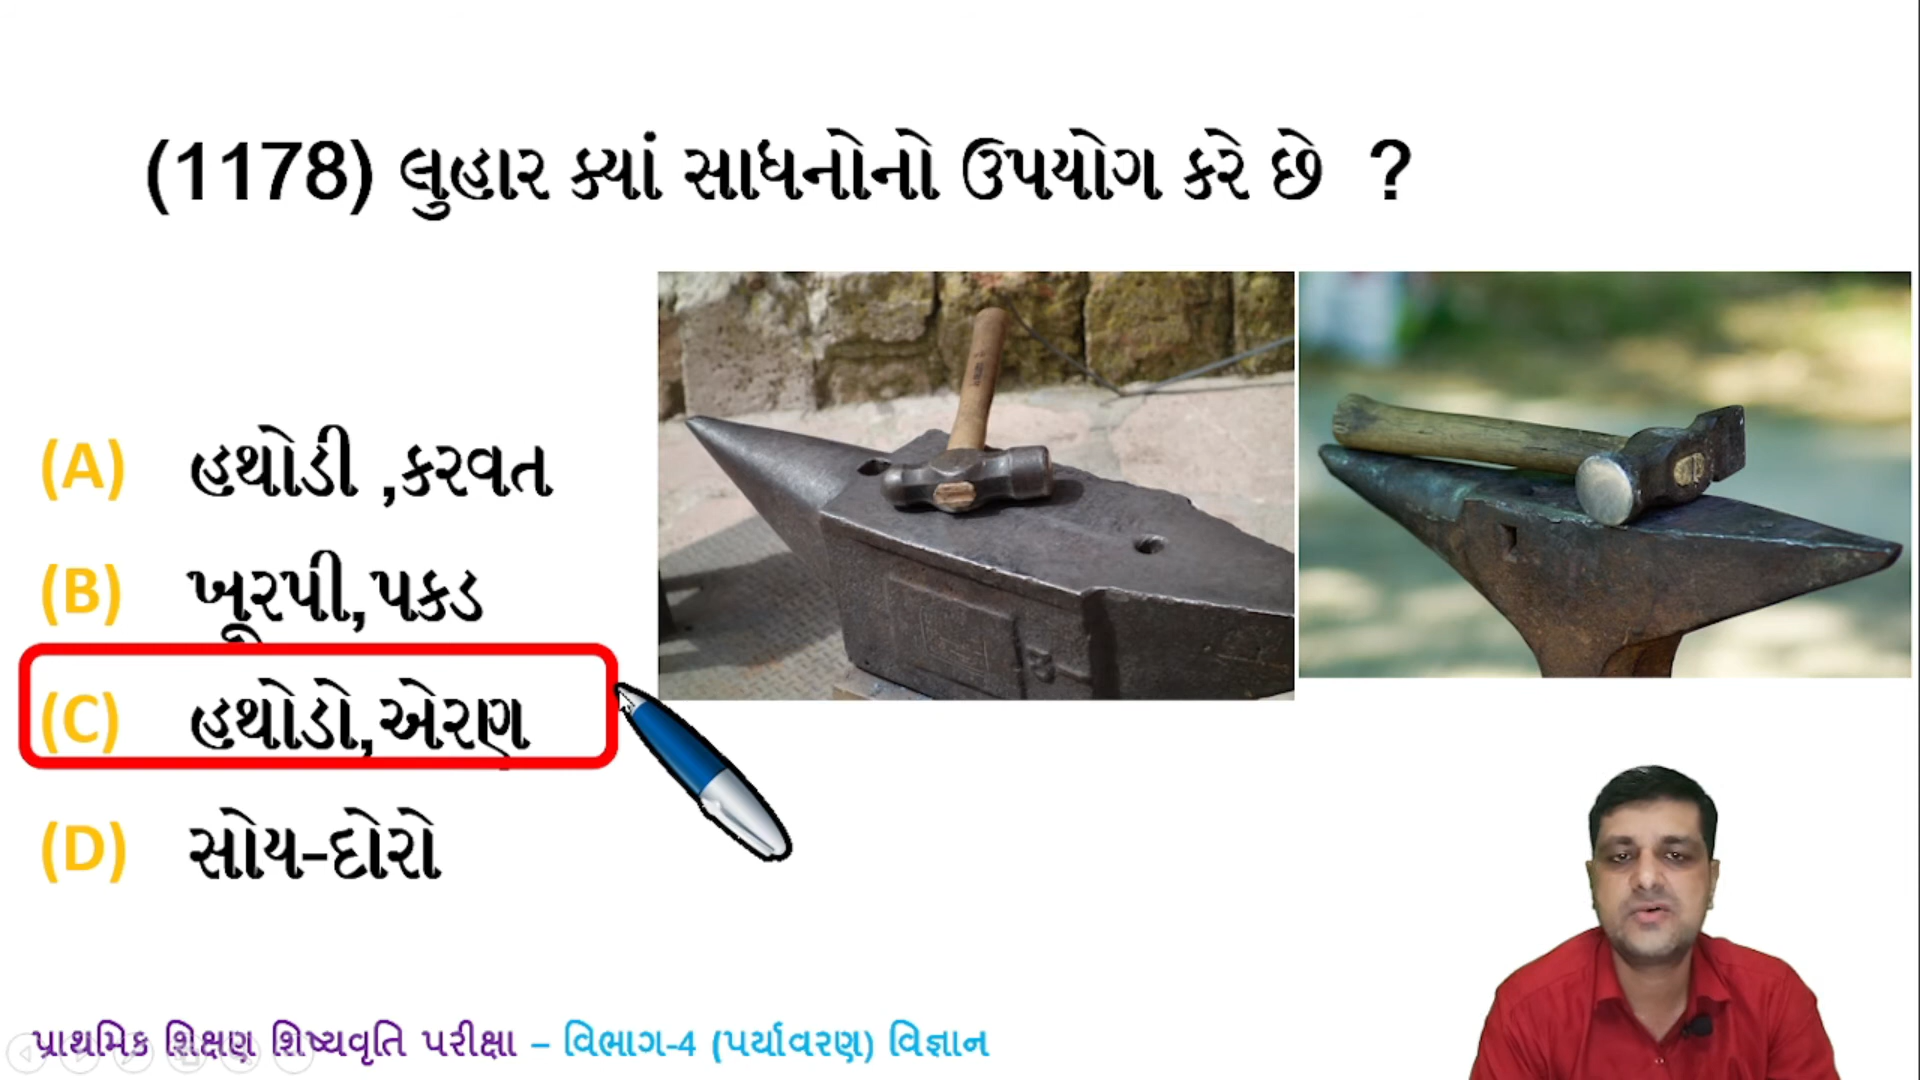 (1178) લુહાર ક્યાં સાધનોનો ઉપયોગ કરે છે ?
(A) હથોડી ,કરવત
(B) ખૂરપી,પકડ
(C) હથોડો,એરણ
(D) સોય-દોરો
પ્રાથમિક શિક્ષણ શિષ્યવૃતિ પરીક્ષા – વિભાગ-4 (પર્યાવરણ) વિજ્ઞાન